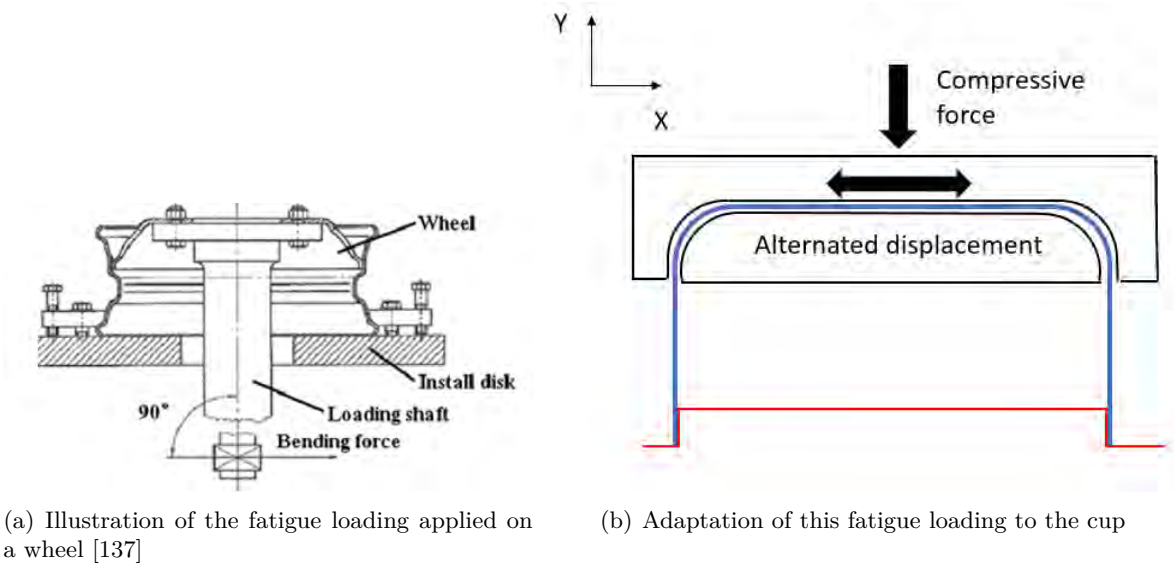 Wheel
Install disk
Loading shaft
90°
Bending force
(a) Illustration of the fatigue loading applied on
a wheel [137]
Y
X
Compressive
force
Alternated displacement
(b) Adaptation of this fatigue loading to the cup